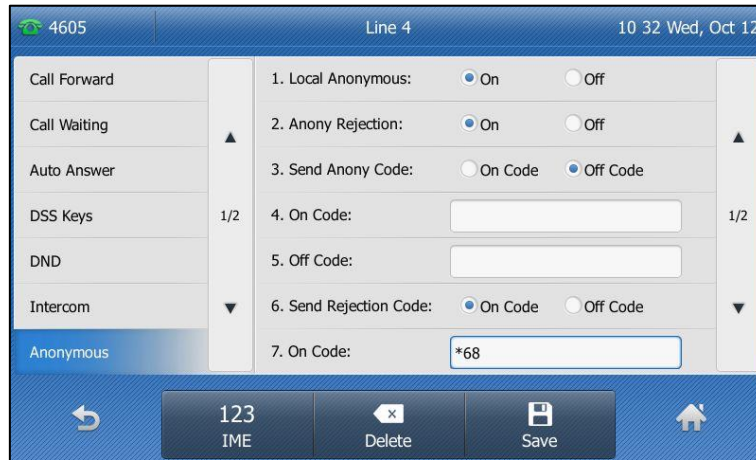 4605 Line 4 10 32 Wed, Oct 12
Call Forward
Call Waiting
Auto Answer
DSS Keys
DND
Intercom
Anonymous
1/2
1. Local Anonymous: On Off
2. Anony Rejection: On Off
3. Send Anony Code: On Code Off Code
4. On Code:
5. Off Code:
6. Send Rejection Code: On Code Off Code
7. On Code: *68
1/2
123
IME
Delete
Save